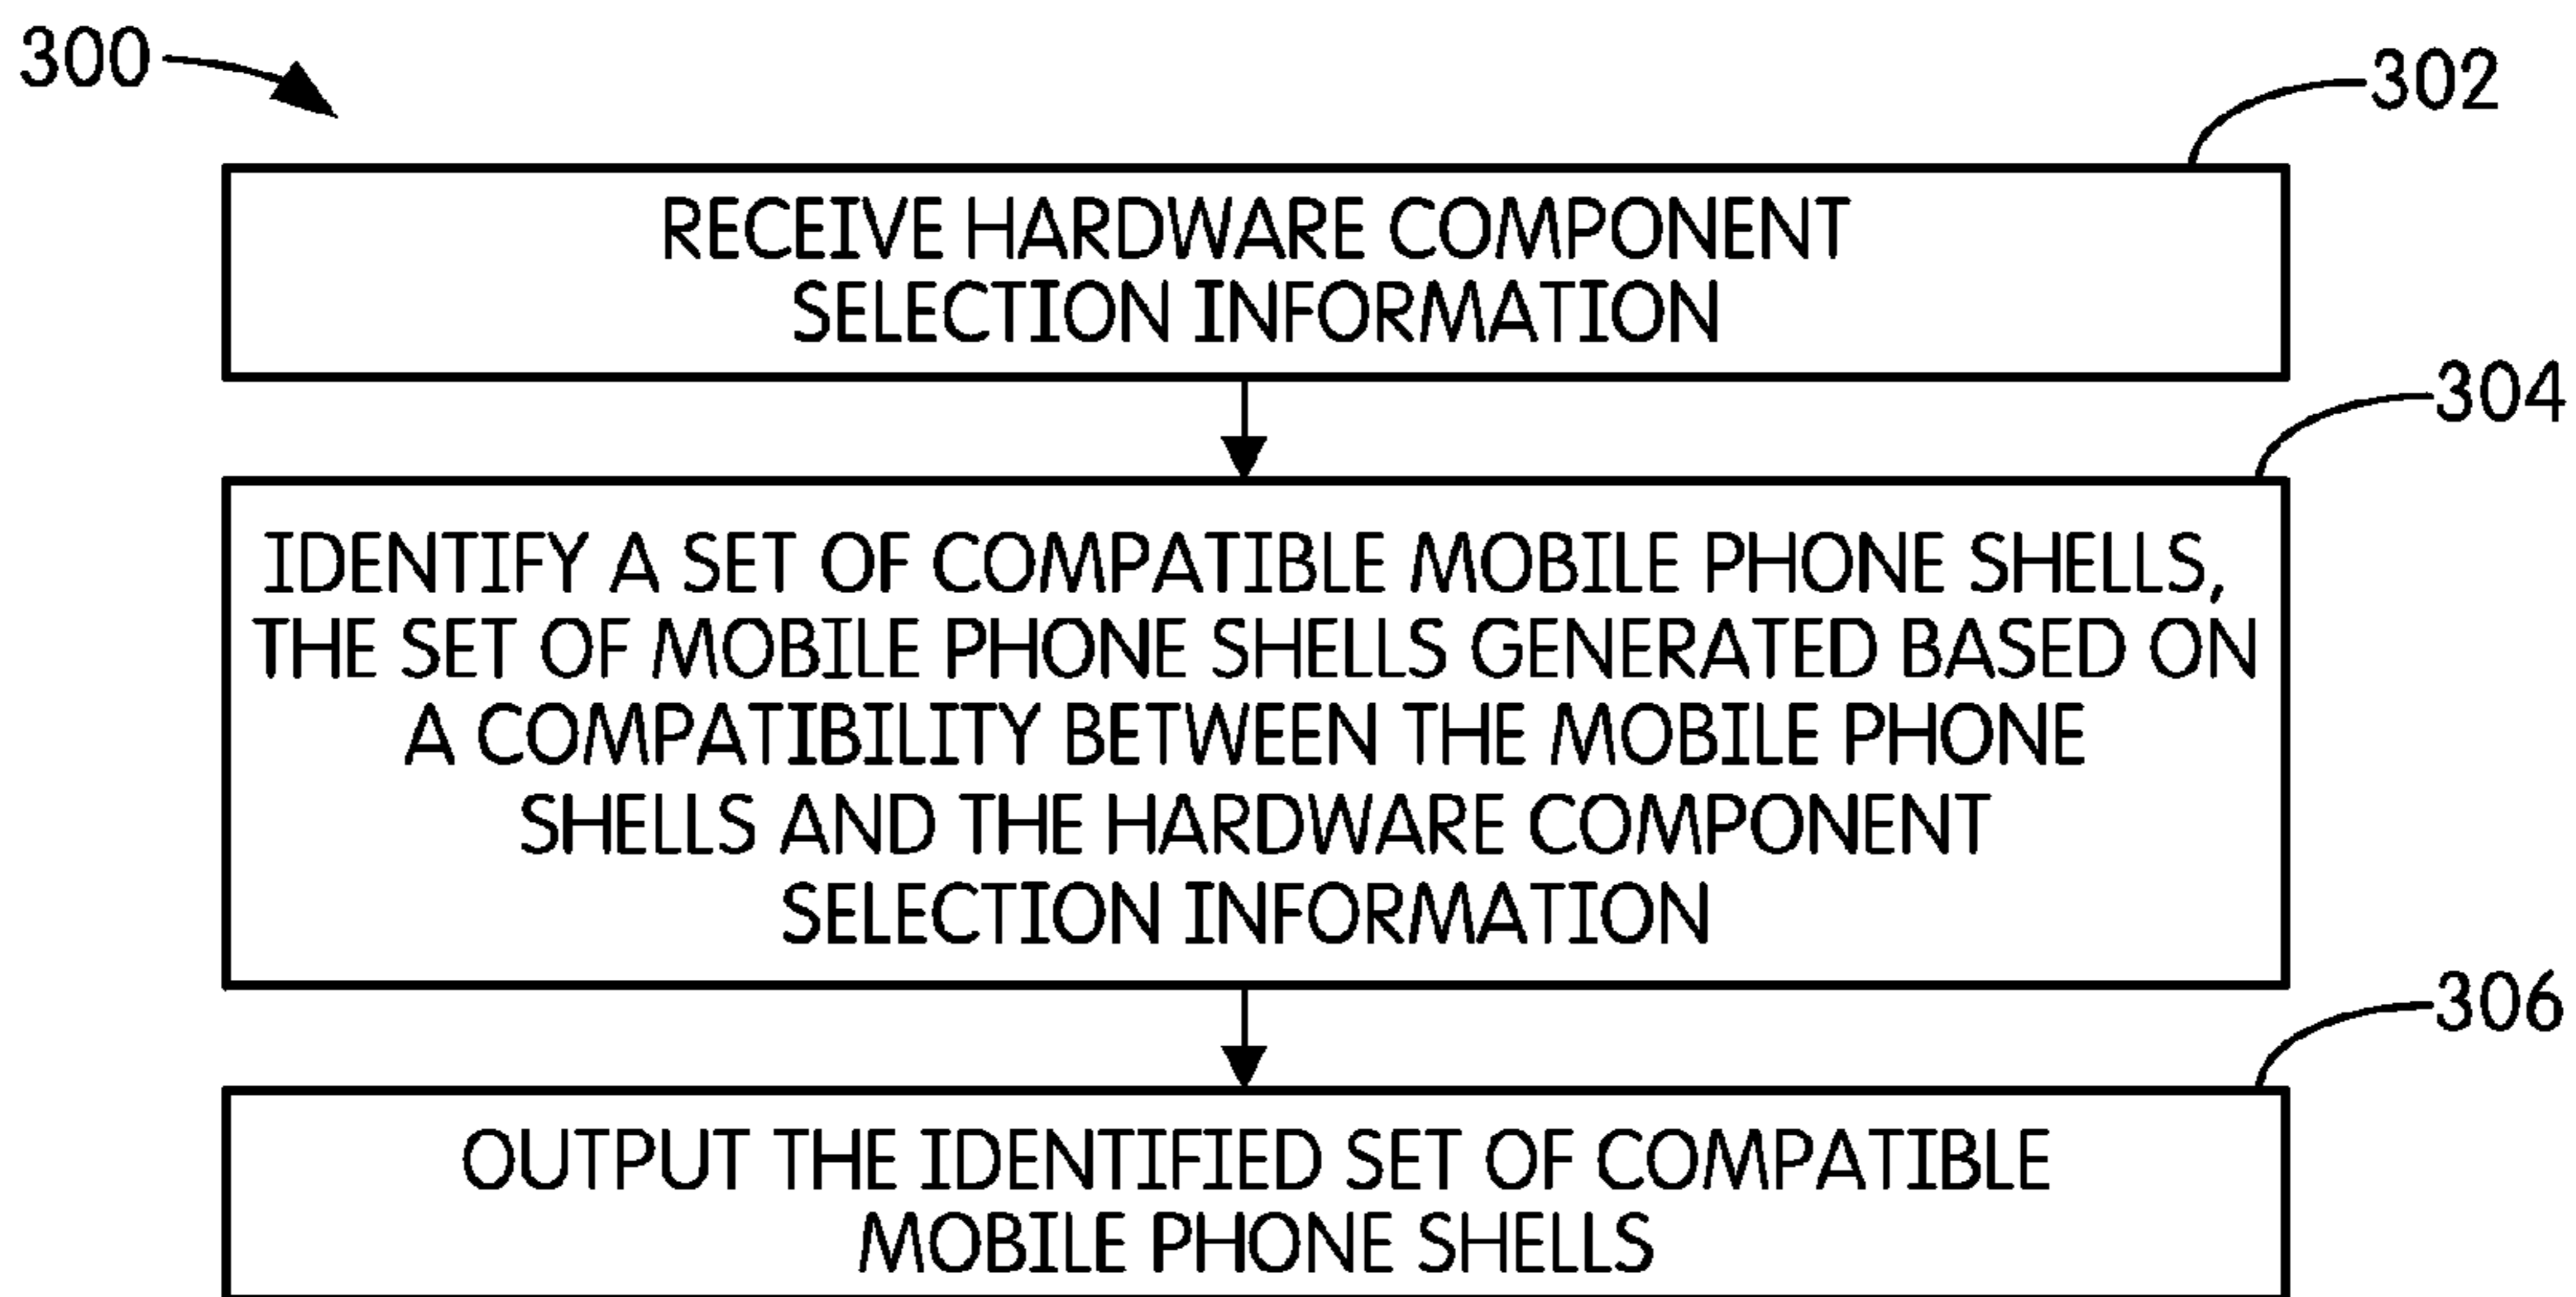 300
302
RECEIVE HARDWARE COMPONENT
SELECTION INFORMATION
304
IDENTIFY A SET OF COMPATIBLE MOBILE PHONE SHELLS,
THE SET OF MOBILE PHONE SHELLS GENERATED BASED ON
A COMPATIBILITY BETWEEN THE MOBILE PHONE
SHELLS AND THE HARDWARE COMPONENT
SELECTION INFORMATION
306
OUTPUT THE IDENTIFIED SET OF COMPATIBLE
MOBILE PHONE SHELLS